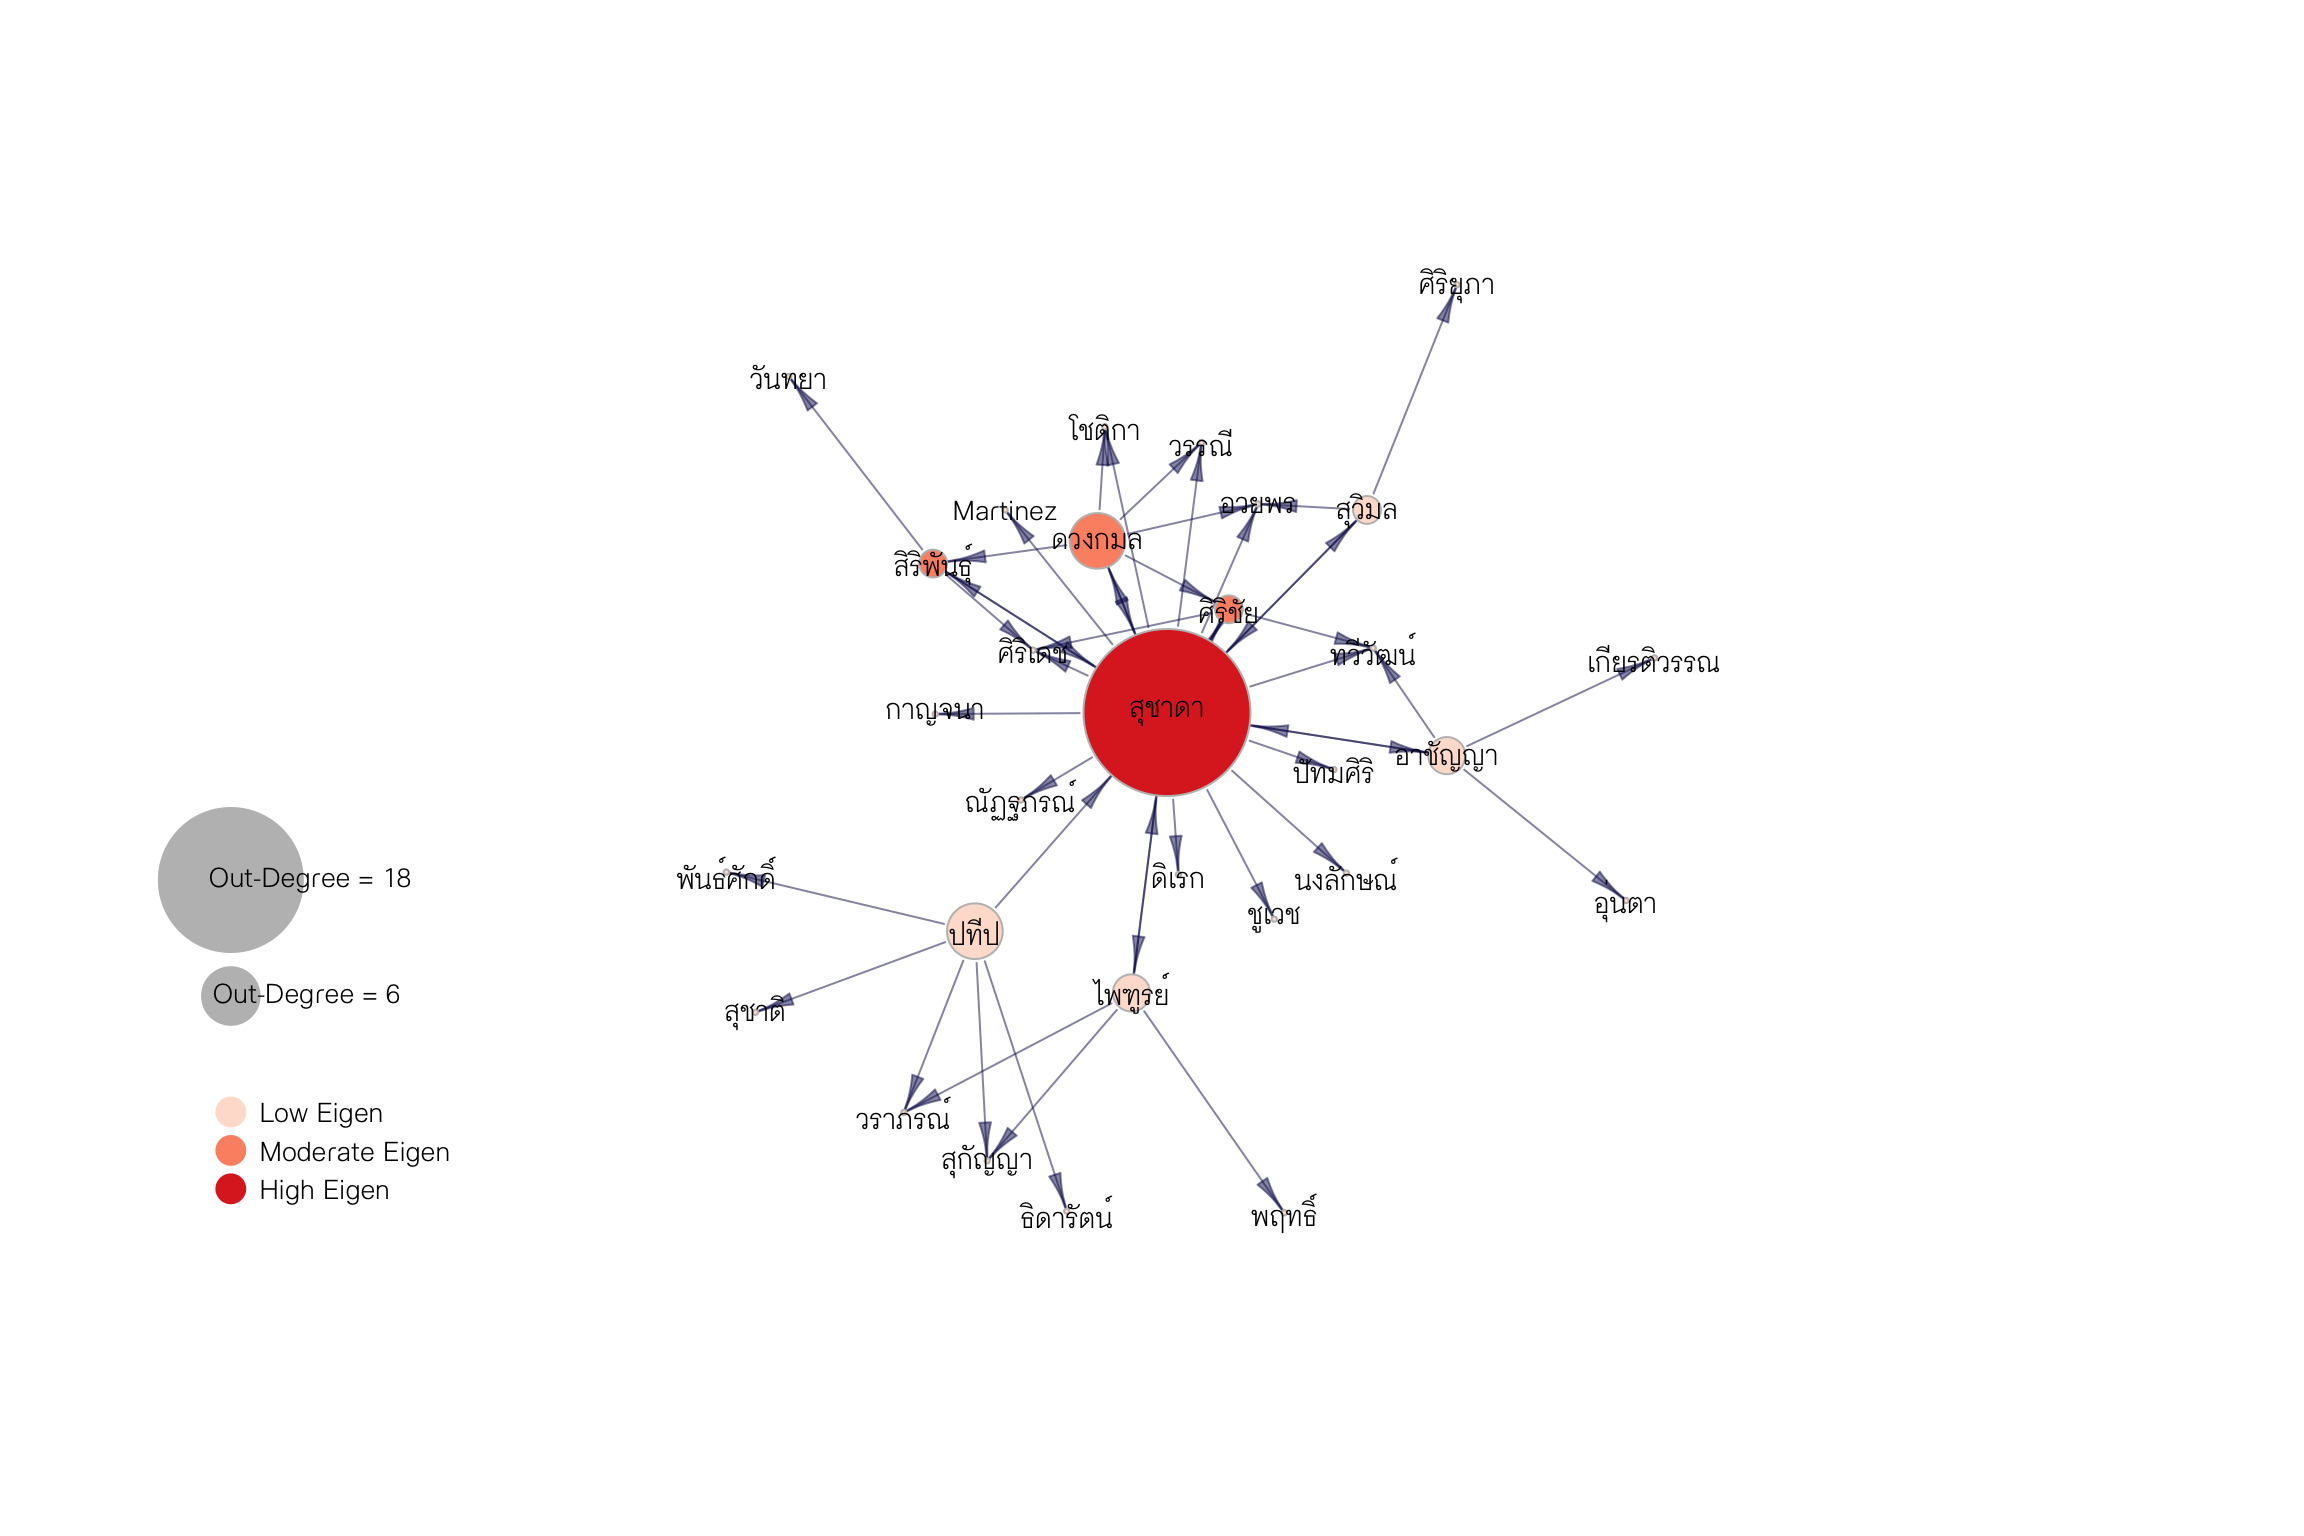 ศิริยุภา
วันทยา
โชติกา
วรรณี
Martinez
อวยพร
สุวิมล
ดวงกมล
สิริพันธุ์
ศิริชัย
ศิริเดช
ทวีวัฒน์
เกียรติวรรณ
กาญจนา
สุชาดา
อาชัญญา
ปัทมศิริ
ณัฏฐภรณ์
พันธ์ศักดิ์
ดิเรก
นงลักษณ์
Out-Degree = 18
ชูเวช
อุ่นตา
ปทีป
Out-Degree = 6
ไพฑูรย์
สุชาติ
วราภรณ์
สุกัญญา
ธิดารัตน์
พฤทธิ์
Low Eigen
Moderate Eigen
High Eigen